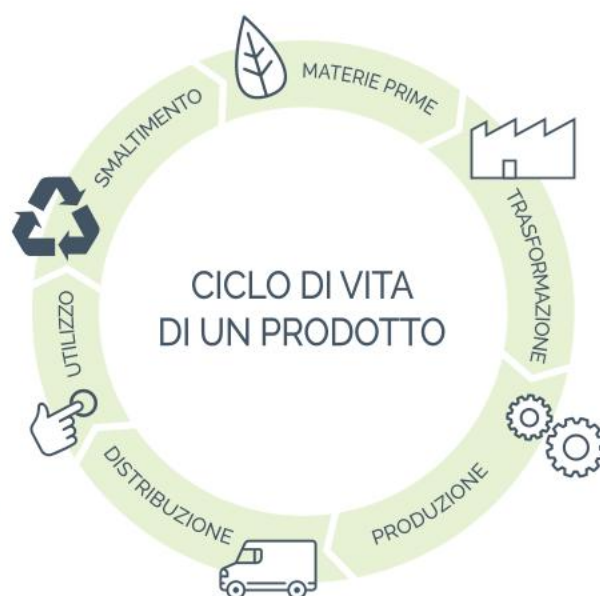 CICLO DI VITA
DI UN PRODOTTO
MATERIE PRIME
TRASFORMAZIONE
PRODUZIONE
DISTRIBUZIONE
UTILIZZO
SMALTIMENTO